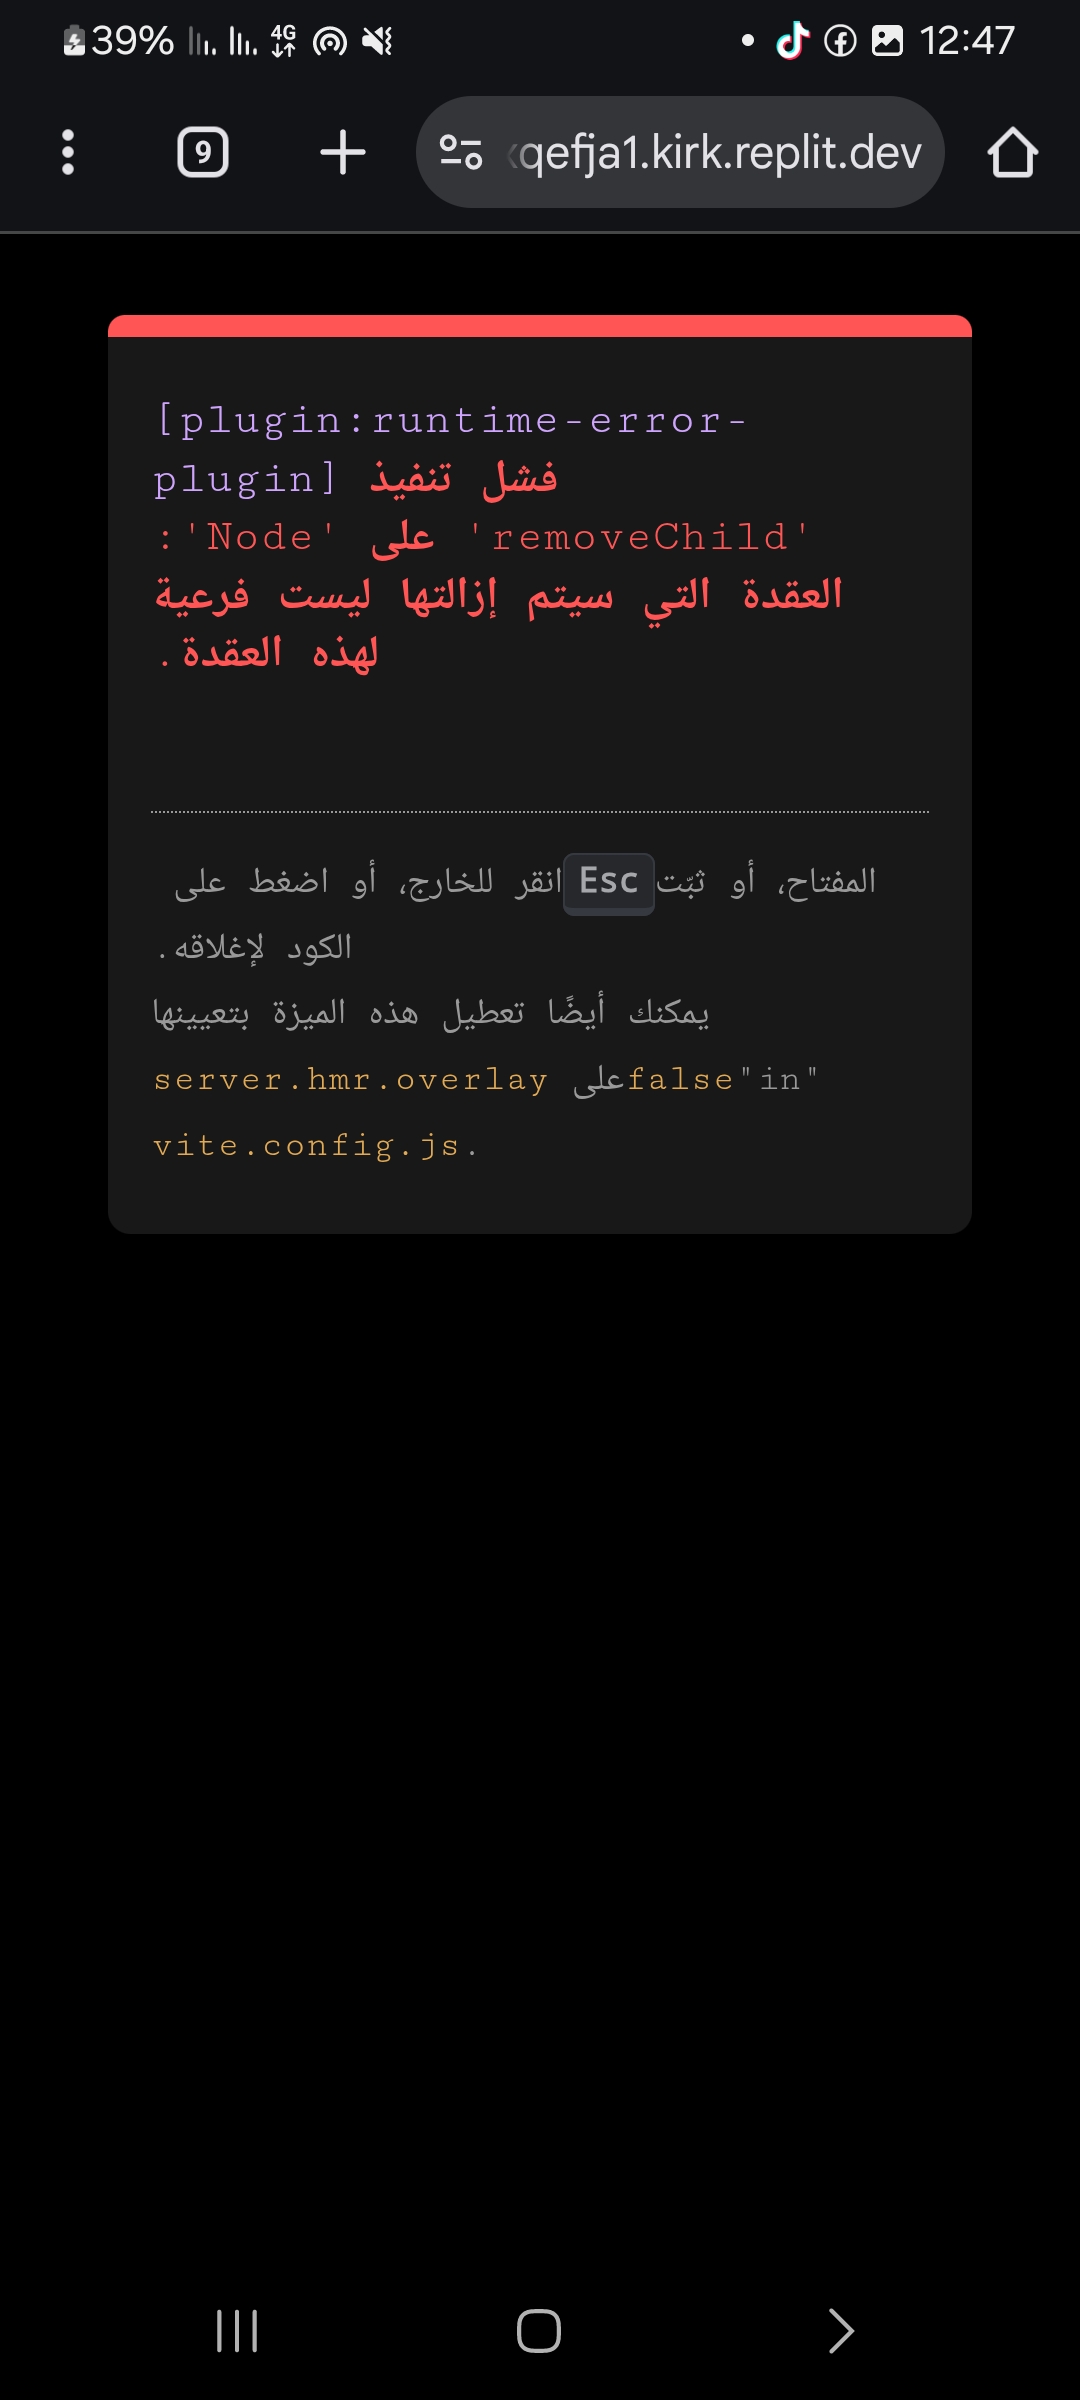 39% 4G 12:47
9 qefja1.kirk.replit.dev
[plugin:runtime-error-
plugin] فشل تنفيذ
'removeChild' على 'Node':
العقدة التي سيتم إزالتها ليست فرعية
لهذه العقدة.
انقر للخارج، أو اضغط على Esc المفتاح، أو ثبّت
الكود لإغلاقه.
يمكنك أيضًا تعطيل هذه الميزة بتعيينها
server.hmr.overlay على false"in"
vite.config.js.